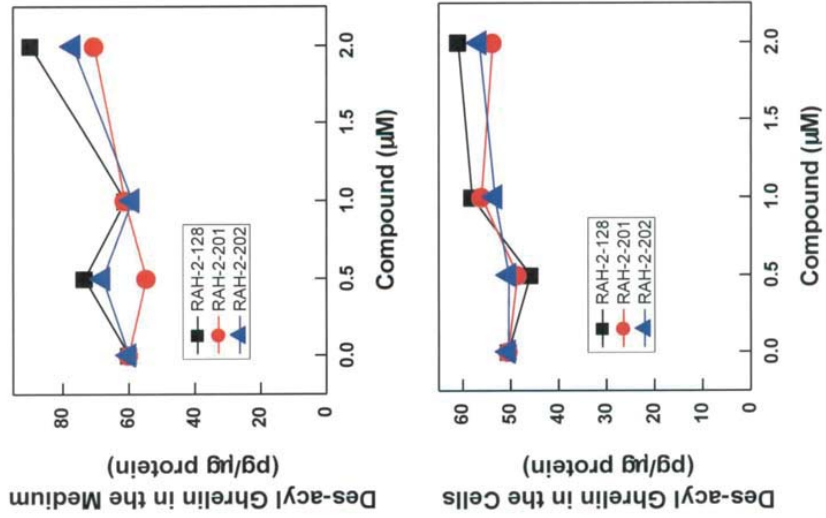 Des-acyl Ghrelin in the Medium
(pg/µg protein)
80
60
40
20
0
RAH-2-128
RAH-2-201
RAH-2-202
0.0
0.5
1.0
1.5
2.0
Compound (µM)
Des-acyl Ghrelin in the Cells
(pg/µg protein)
60
50
40
30
20
10
0
RAH-2-128
RAH-2-201
RAH-2-202
0.0
0.5
1.0
1.5
2.0
Compound (µM)